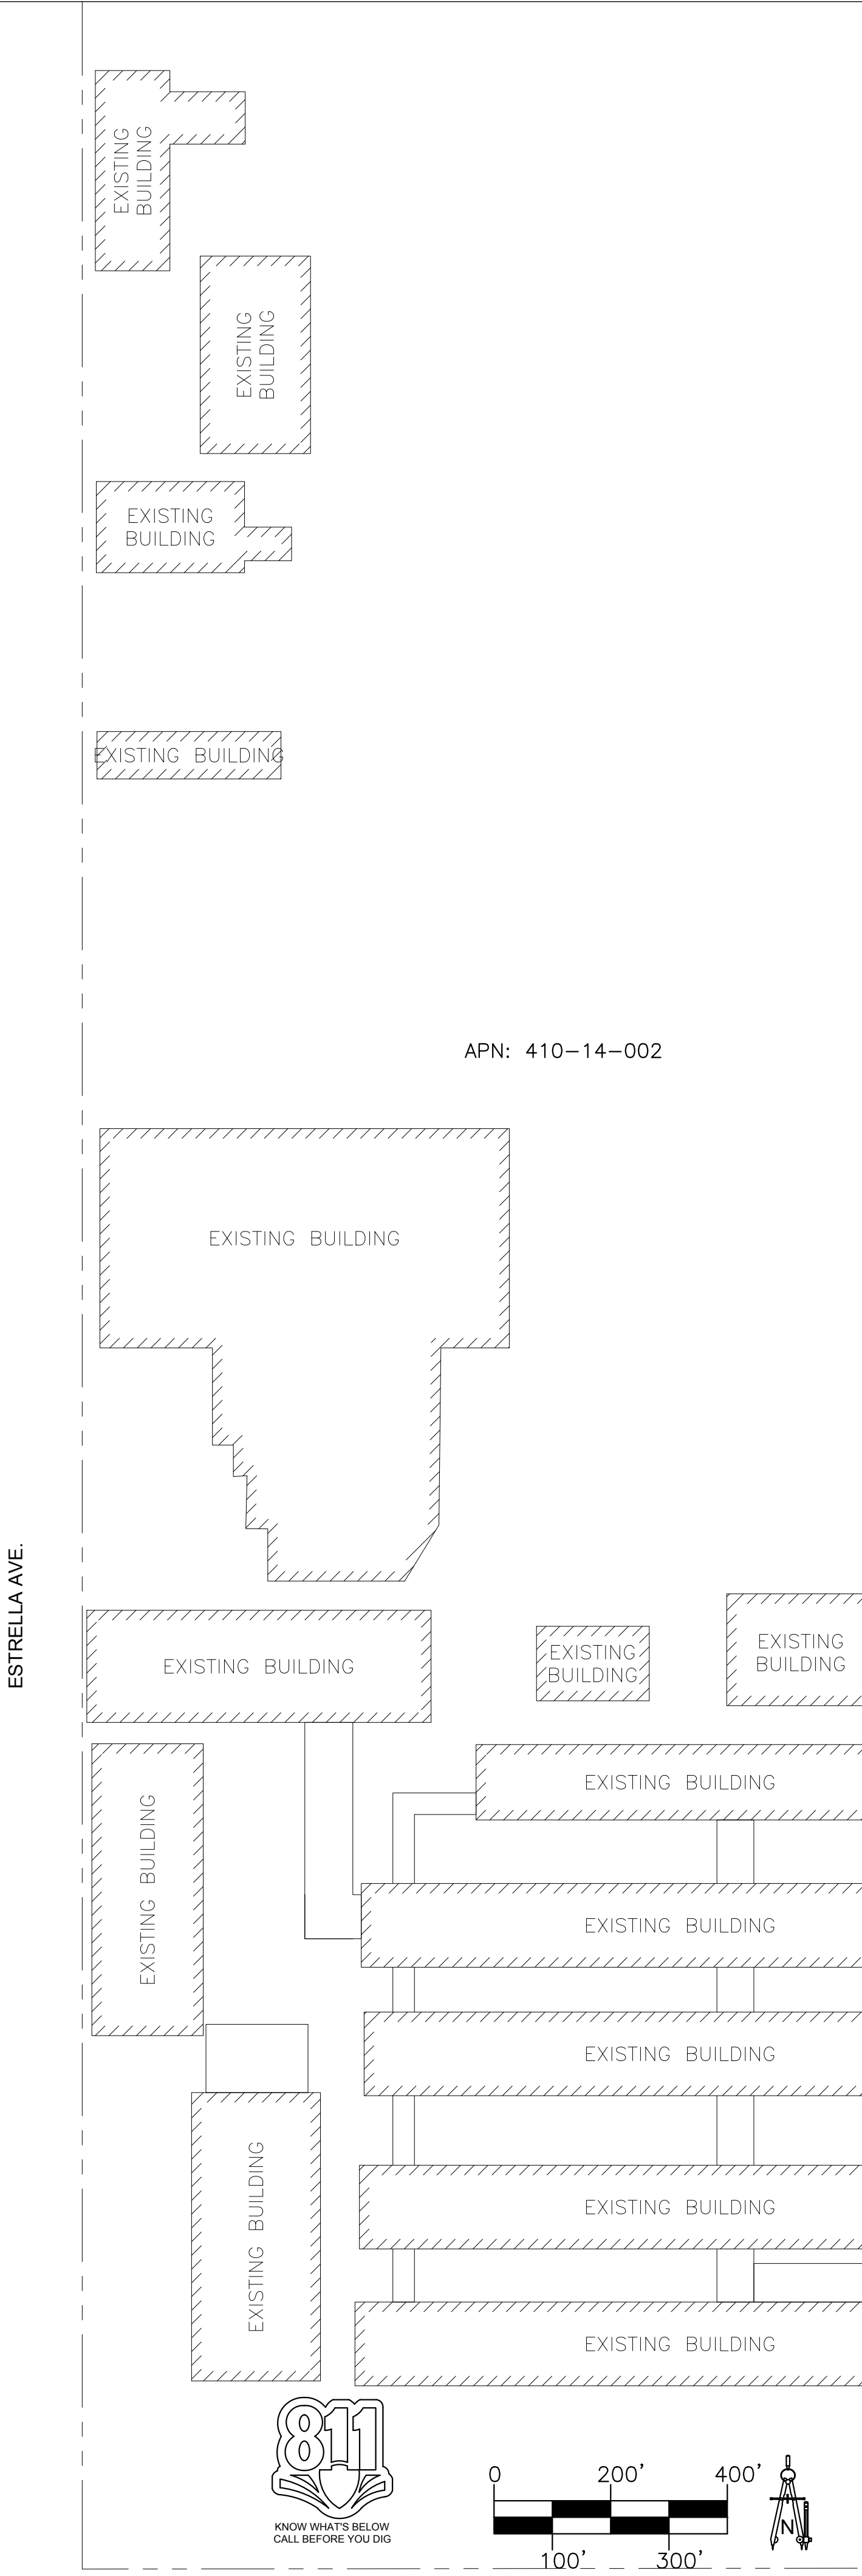 EXISTING
BUILDING
EXISTING
BUILDING
EXISTING
BUILDING
EXISTING BUILDING
APN: 410-14-002
EXISTING BUILDING
ESTRELLA AVE.
EXISTING BUILDING
EXISTING
BUILDING
EXISTING
BUILDING
EXISTING BUILDING
EXISTING BUILDING
EXISTING BUILDING
EXISTING BUILDING
EXISTING BUILDING
EXISTING BUILDING
EXISTING BUILDING
811
KNOW WHAT'S BELOW
CALL BEFORE YOU DIG
0 200' 400'
100' 300'
N